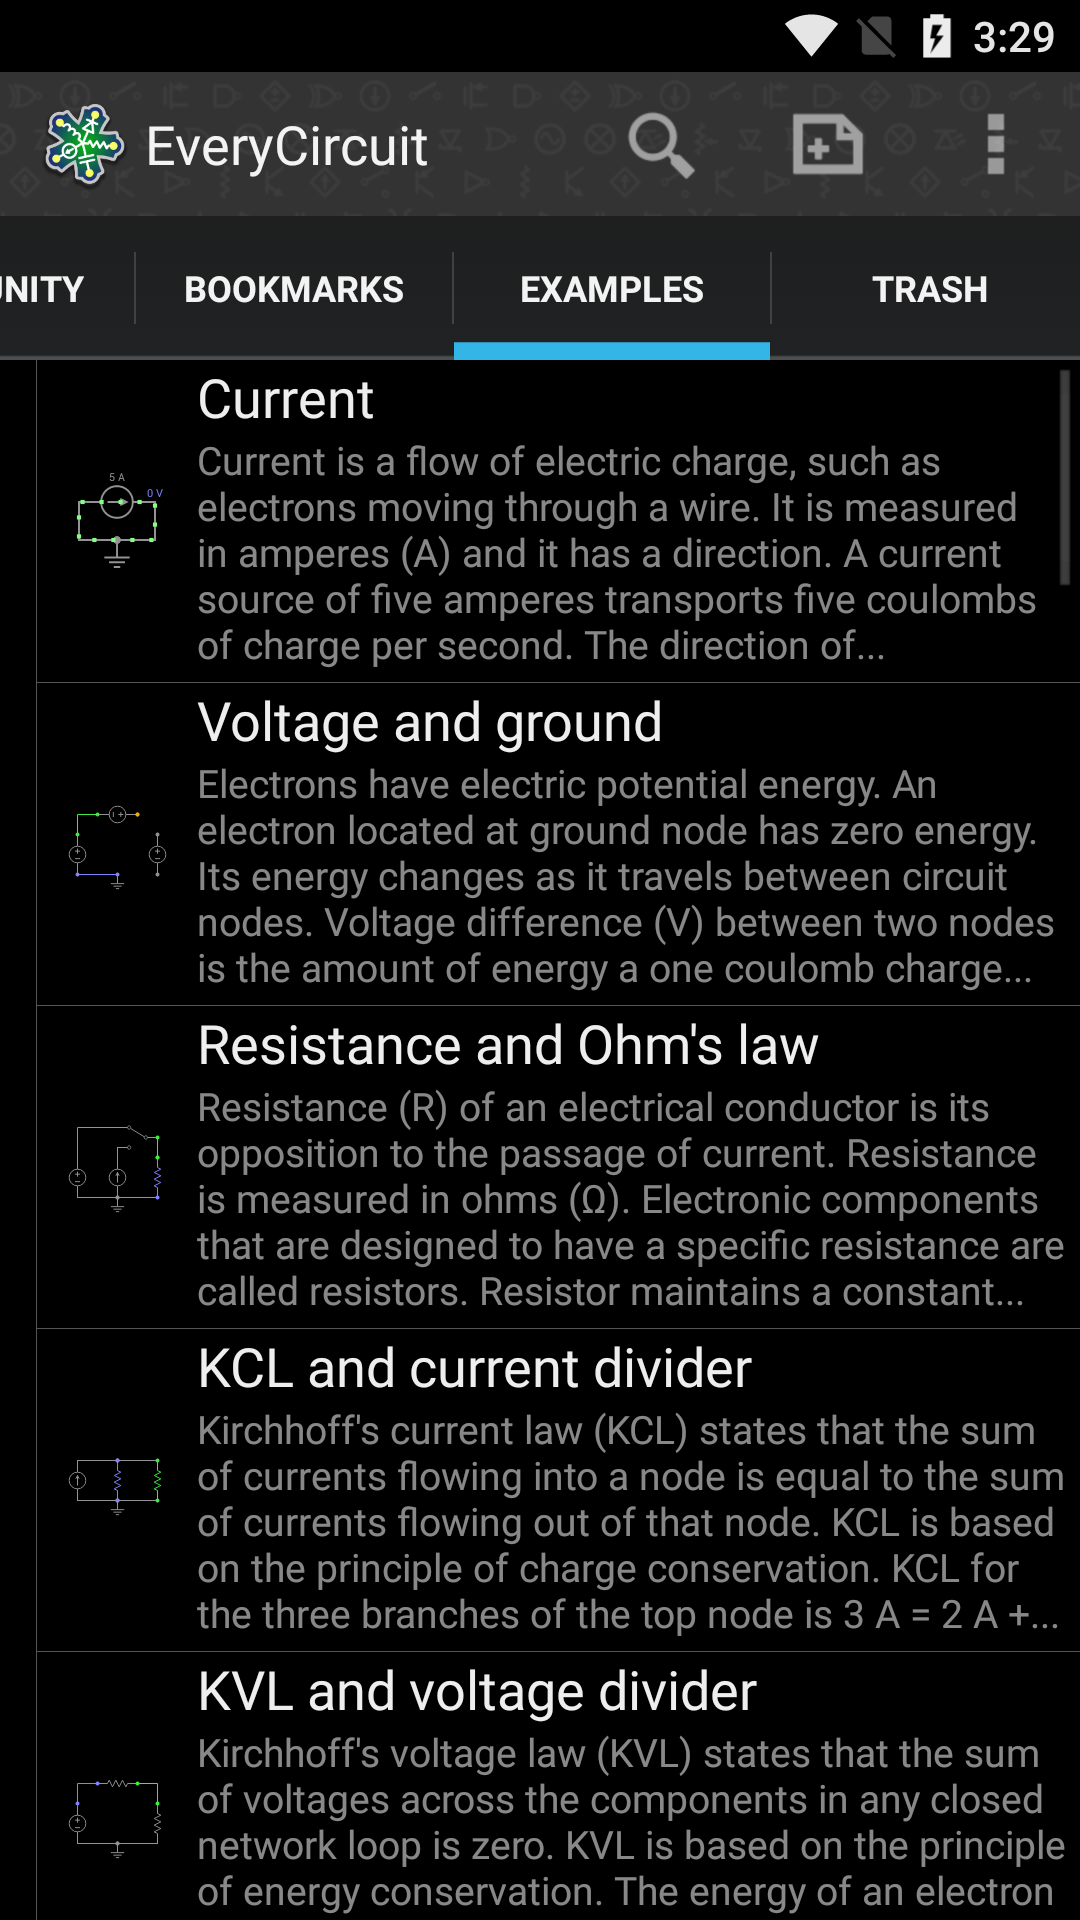 3:29
EveryCircuit
UNITY
BOOKMARKS
EXAMPLES
TRASH
Current
Current is a flow of electric charge, such as
electrons moving through a wire. It is measured
in amperes (A) and it has a direction. A current
source of five amperes transports five coulombs
of charge per second. The direction of...
5 A
0 V
Voltage and ground
Electrons have electric potential energy. An
electron located at ground node has zero energy.
Its energy changes as it travels between circuit
nodes. Voltage difference (V) between two nodes
is the amount of energy a one coulomb charge...
Resistance and Ohm's law
Resistance (R) of an electrical conductor is its
opposition to the passage of current. Resistance
is measured in ohms (Ω). Electronic components
that are designed to have a specific resistance are
called resistors. Resistor maintains a constant...
KCL and current divider
Kirchhoff's current law (KCL) states that the sum
of currents flowing into a node is equal to the sum
of currents flowing out of that node. KCL is based
on the principle of charge conservation. KCL for
the three branches of the top node is 3 A = 2 A +...
KVL and voltage divider
Kirchhoff's voltage law (KVL) states that the sum
of voltages across the components in any closed
network loop is zero. KVL is based on the principle
of energy conservation. The energy of an electron